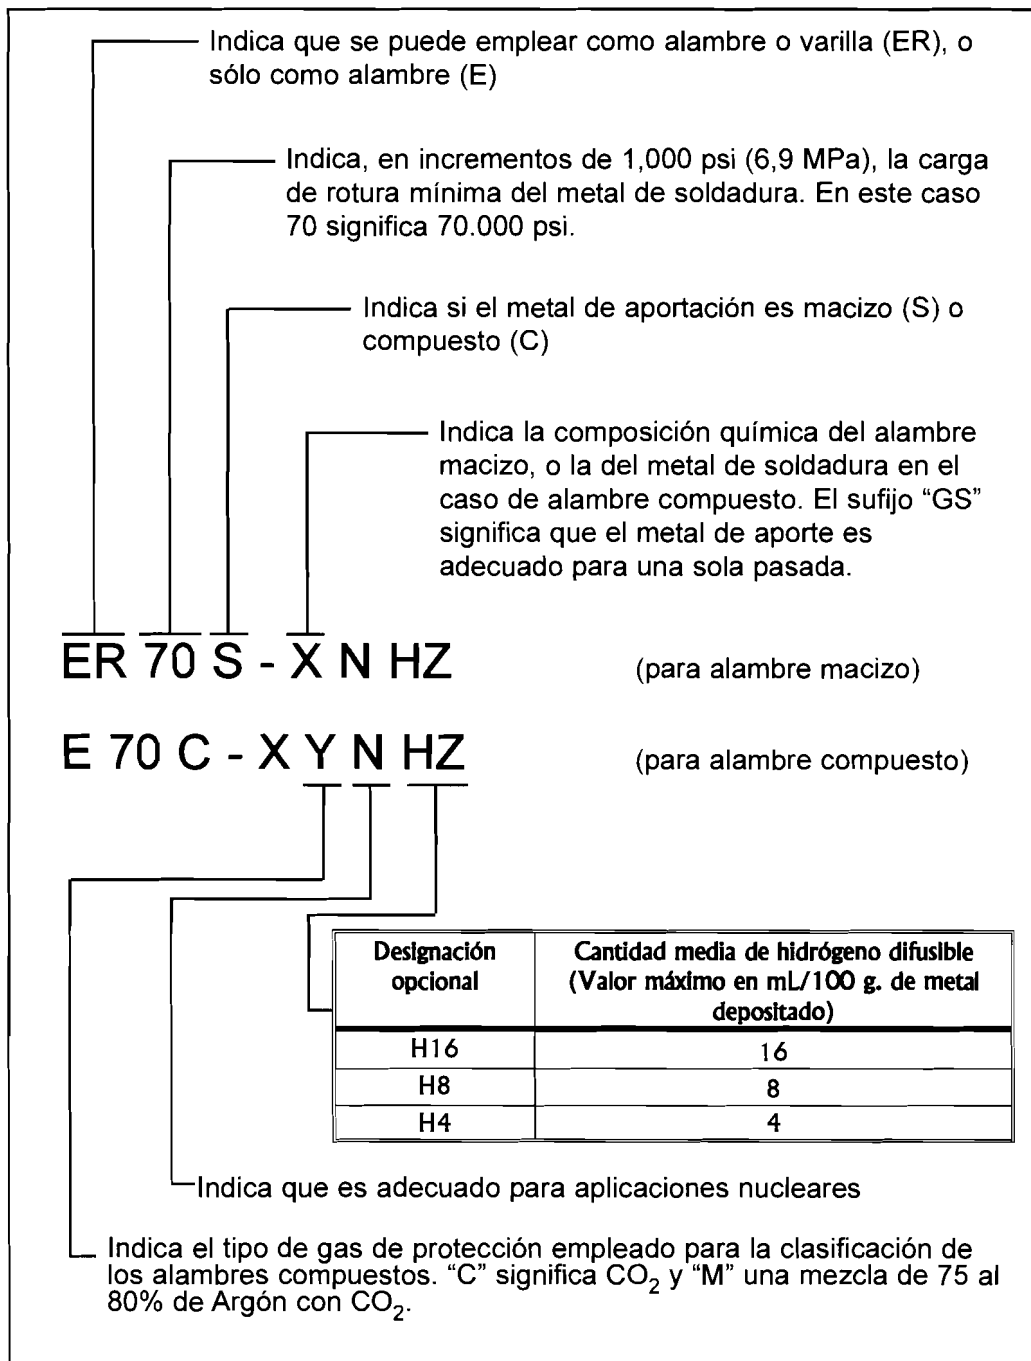 Indica que se puede emplear como alambre o varilla (ER), o
sólo como alambre (E)
Indica, en incrementos de 1,000 psi (6,9 MPa), la carga
de rotura mínima del metal de soldadura. En este caso
70 significa 70.000 psi.
Indica si el metal de aportación es macizo (S) o
compuesto (C)
Indica la composición química del alambre
macizo, o la del metal de soldadura en el
caso de alambre compuesto. El sufijo “GS”
significa que el metal de aporte es
adecuado para una sola pasada.
ER 70 S - X N HZ (para alambre macizo)
E 70 C - X Y N HZ (para alambre compuesto)
Designación
opcional
Cantidad media de hidrógeno difusible
(Valor máximo en mL/100 g. de metal
depositado)
H16 16
H8 8
H4 4
Indica que es adecuado para aplicaciones nucleares
Indica el tipo de gas de protección empleado para la clasificación de
los alambres compuestos. “C” significa CO₂ y “M” una mezcla de 75 al
80% de Argón con CO₂.